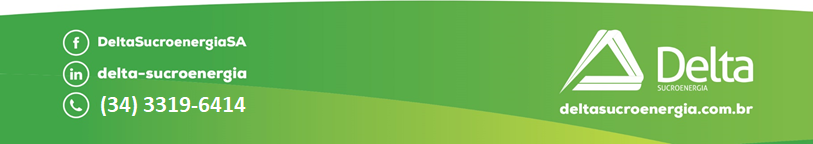 DeltaSucroenergiaSA
delta-sucroenergia
(34) 3319-6414
Delta
SUCROENERGIA
deltasucroenergia.com.br